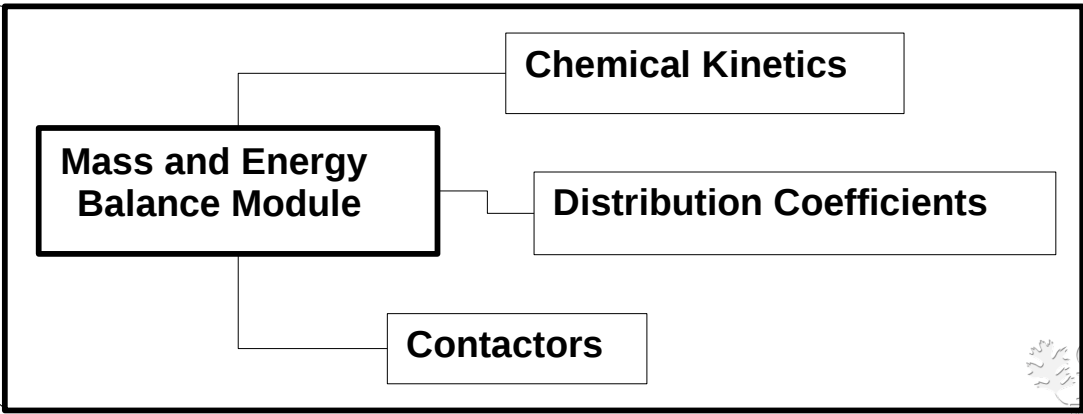 Chemical Kinetics
Mass and Energy
Balance Module
Distribution Coefficients
Contactors